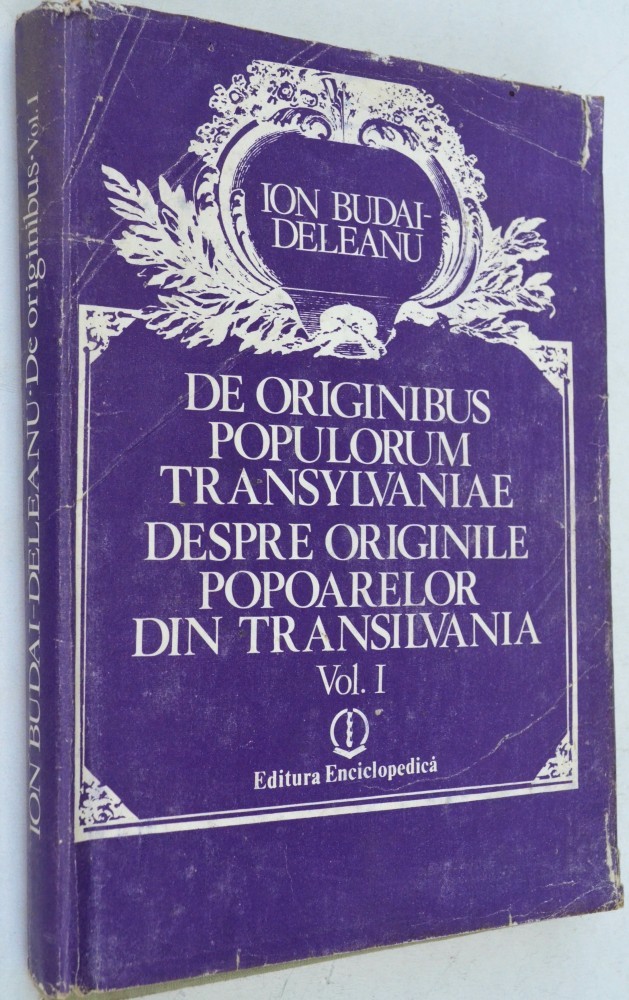 ION BUDAI-DELEANU · De originibus · Vol. I
ION BUDAI-
DELEANU
DE ORIGINIBUS
POPULORUM
TRANSYLVANIAE
DESPRE ORIGINILE
POPOARELOR
DIN TRANSILVANIA
Vol. I
Editura Enciclopedică